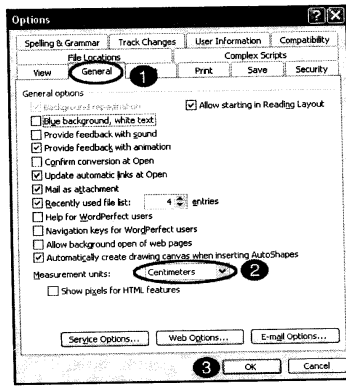 Options
Spelling & Grammar Track Changes User Information Compatibility
File Locations Complex Scripts
View General Print Save Security
1
General options
Background repagination Allow starting in Reading Layout
Blue background, white text
Provide feedback with sound
Provide feedback with animation
Confirm conversion at Open
Update automatic links at Open
Mail as attachment
Recently used file list: 4 entries
Help for WordPerfect users
Navigation keys for WordPerfect users
Allow background open of web pages
Automatically create drawing canvas when inserting AutoShapes
Measurement units: Centimeters 2
Show pixels for HTML features
Service Options... Web Options... E-mail Options...
3 OK Cancel